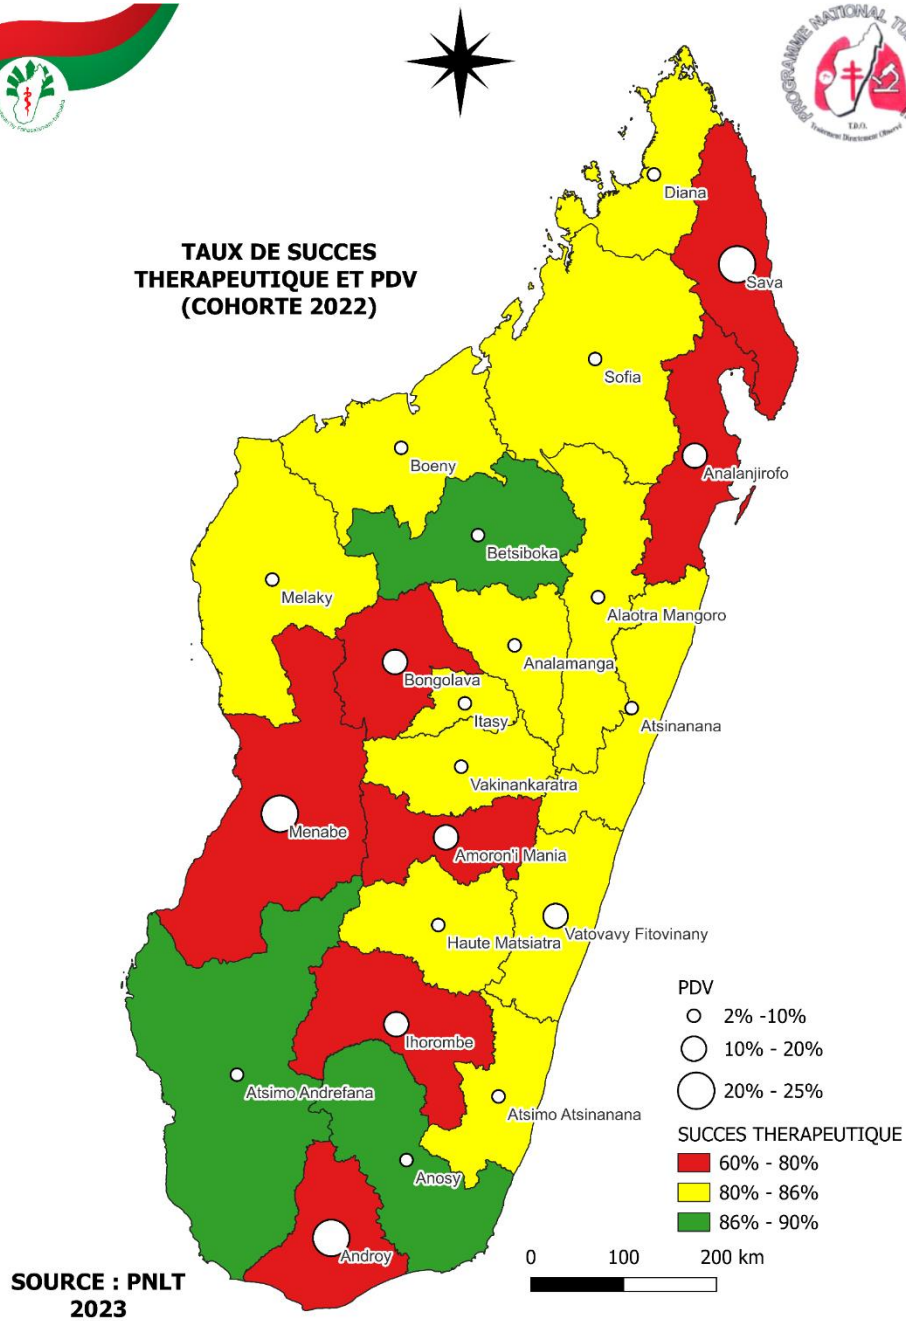 PROGRAMME NATIONAL
T.D.O.
Traitement Directement Observé
TAUX DE SUCCES
THERAPEUTIQUE ET PDV
(COHORTE 2022)
Diana
Sava
Sofia
Analanjirofo
Boeny
Betsiboka
Melaky
Alaotra Mangoro
Analamanga
Bongolava
Itasy
Atsinanana
Vakinankaratra
Menabe
Amoron'i Mania
Haute Matsiatra
Vatovavy Fitovinany
Ihorombe
Atsimo Andrefana
Atsimo Atsinanana
Anosy
Androy
PDV
2% -10%
10% - 20%
20% - 25%
SUCCES THERAPEUTIQUE
60% - 80%
80% - 86%
86% - 90%
0 100 200 km
SOURCE : PNLT
2023